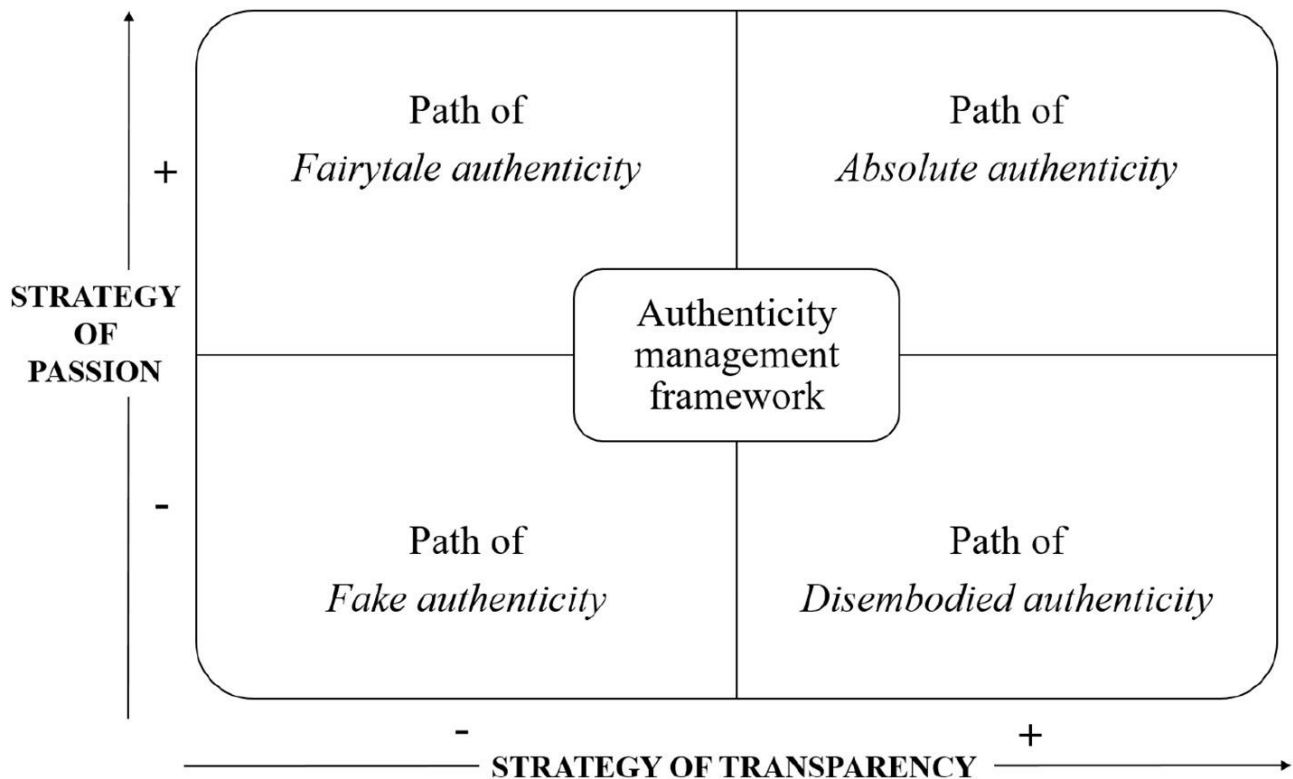 Path of
Fairytale authenticity
Path of
Absolute authenticity
+
STRATEGY
OF
PASSION
Authenticity
management
framework
-
Path of
Fake authenticity
Path of
Disembodied authenticity
-
+
STRATEGY OF TRANSPARENCY